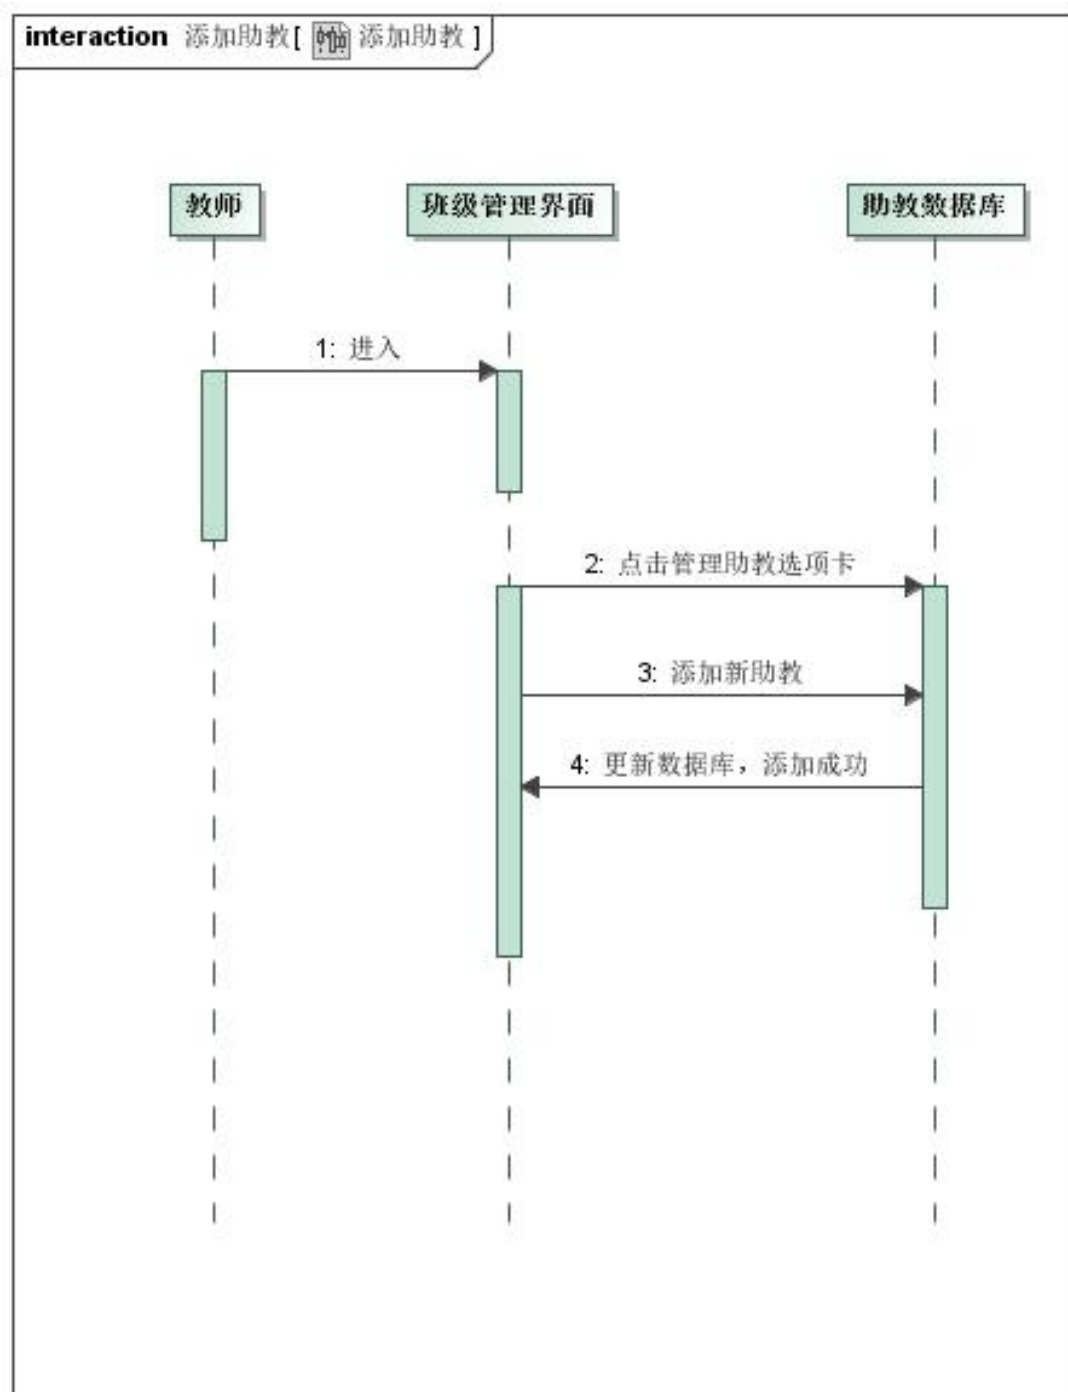 interaction 添加助教[ 添加助教 ]
教师
班级管理界面
助教数据库
1: 进入
2: 点击管理助教选项卡
3: 添加新助教
4: 更新数据库，添加成功